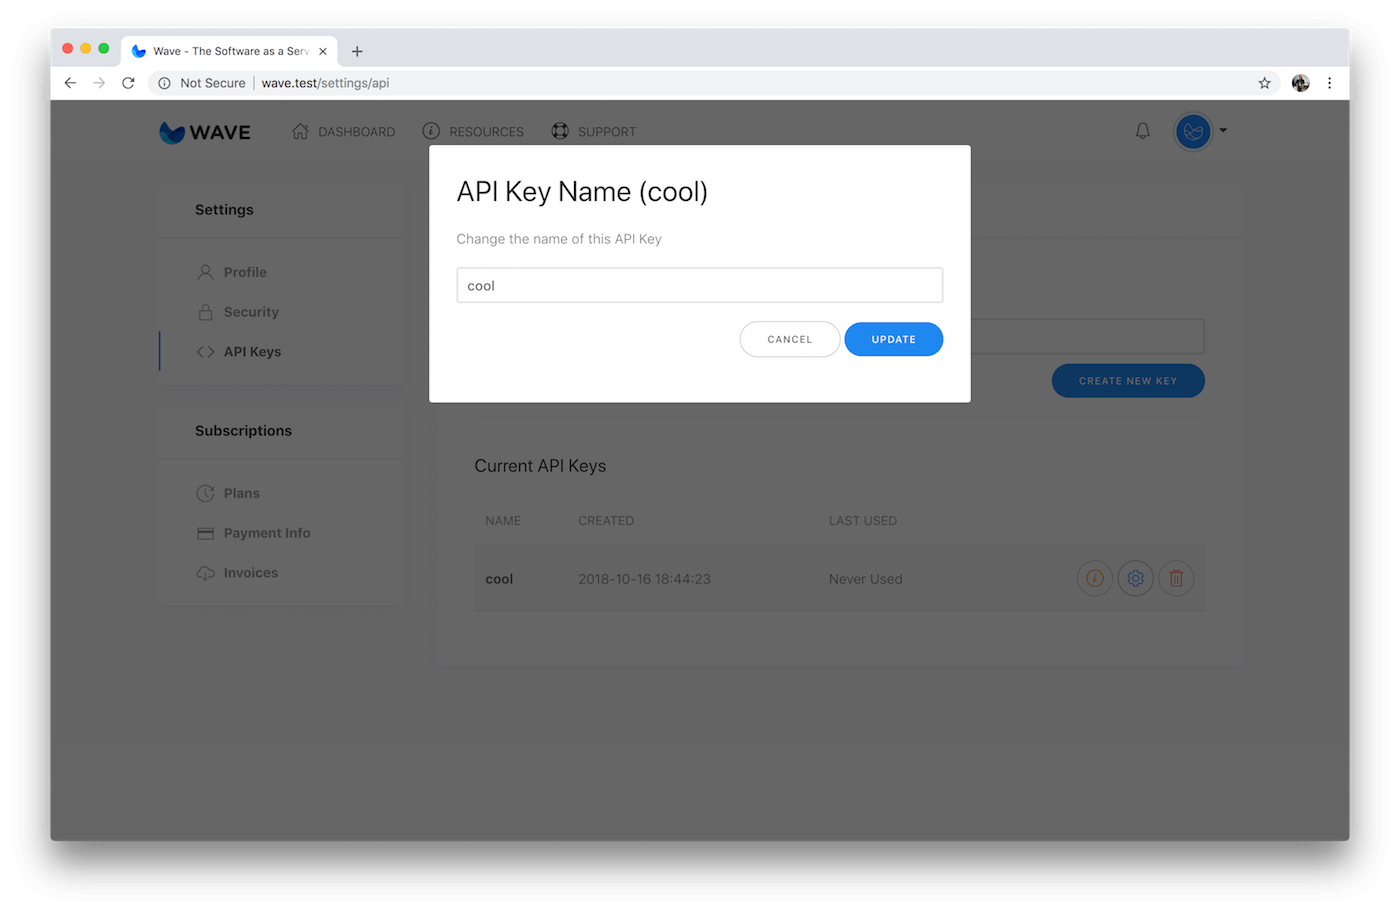 Wave - The Software as a Serv
Not Secure | wave.test/settings/api
WAVE DASHBOARD RESOURCES SUPPORT
API Key Name (cool)
Change the name of this API Key
cool
CANCEL UPDATE
Settings
Profile
Security
API Keys
Subscriptions
Plans
Payment Info
Invoices
CREATE NEW KEY
Current API Keys
NAME CREATED LAST USED
cool 2018-10-16 18:44:23 Never Used